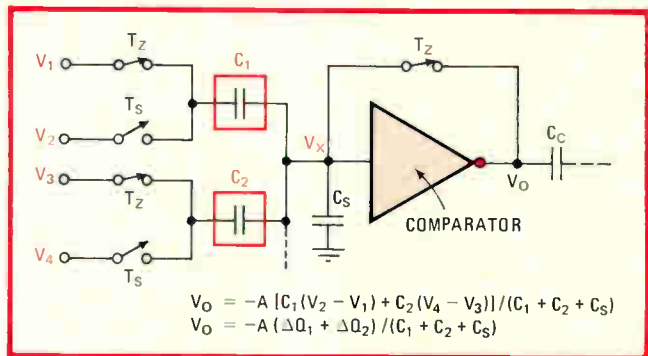 V1
TZ
C1
TS
V2
V3
TZ
C2
V4
TS
VX
TZ
CS
COMPARATOR
VO
CC
VO = -A [C1(V2 - V1) + C2(V4 - V3)]/(C1 + C2 + CS)
VO = -A (ΔQ1 + ΔQ2)/(C1 + C2 + CS)